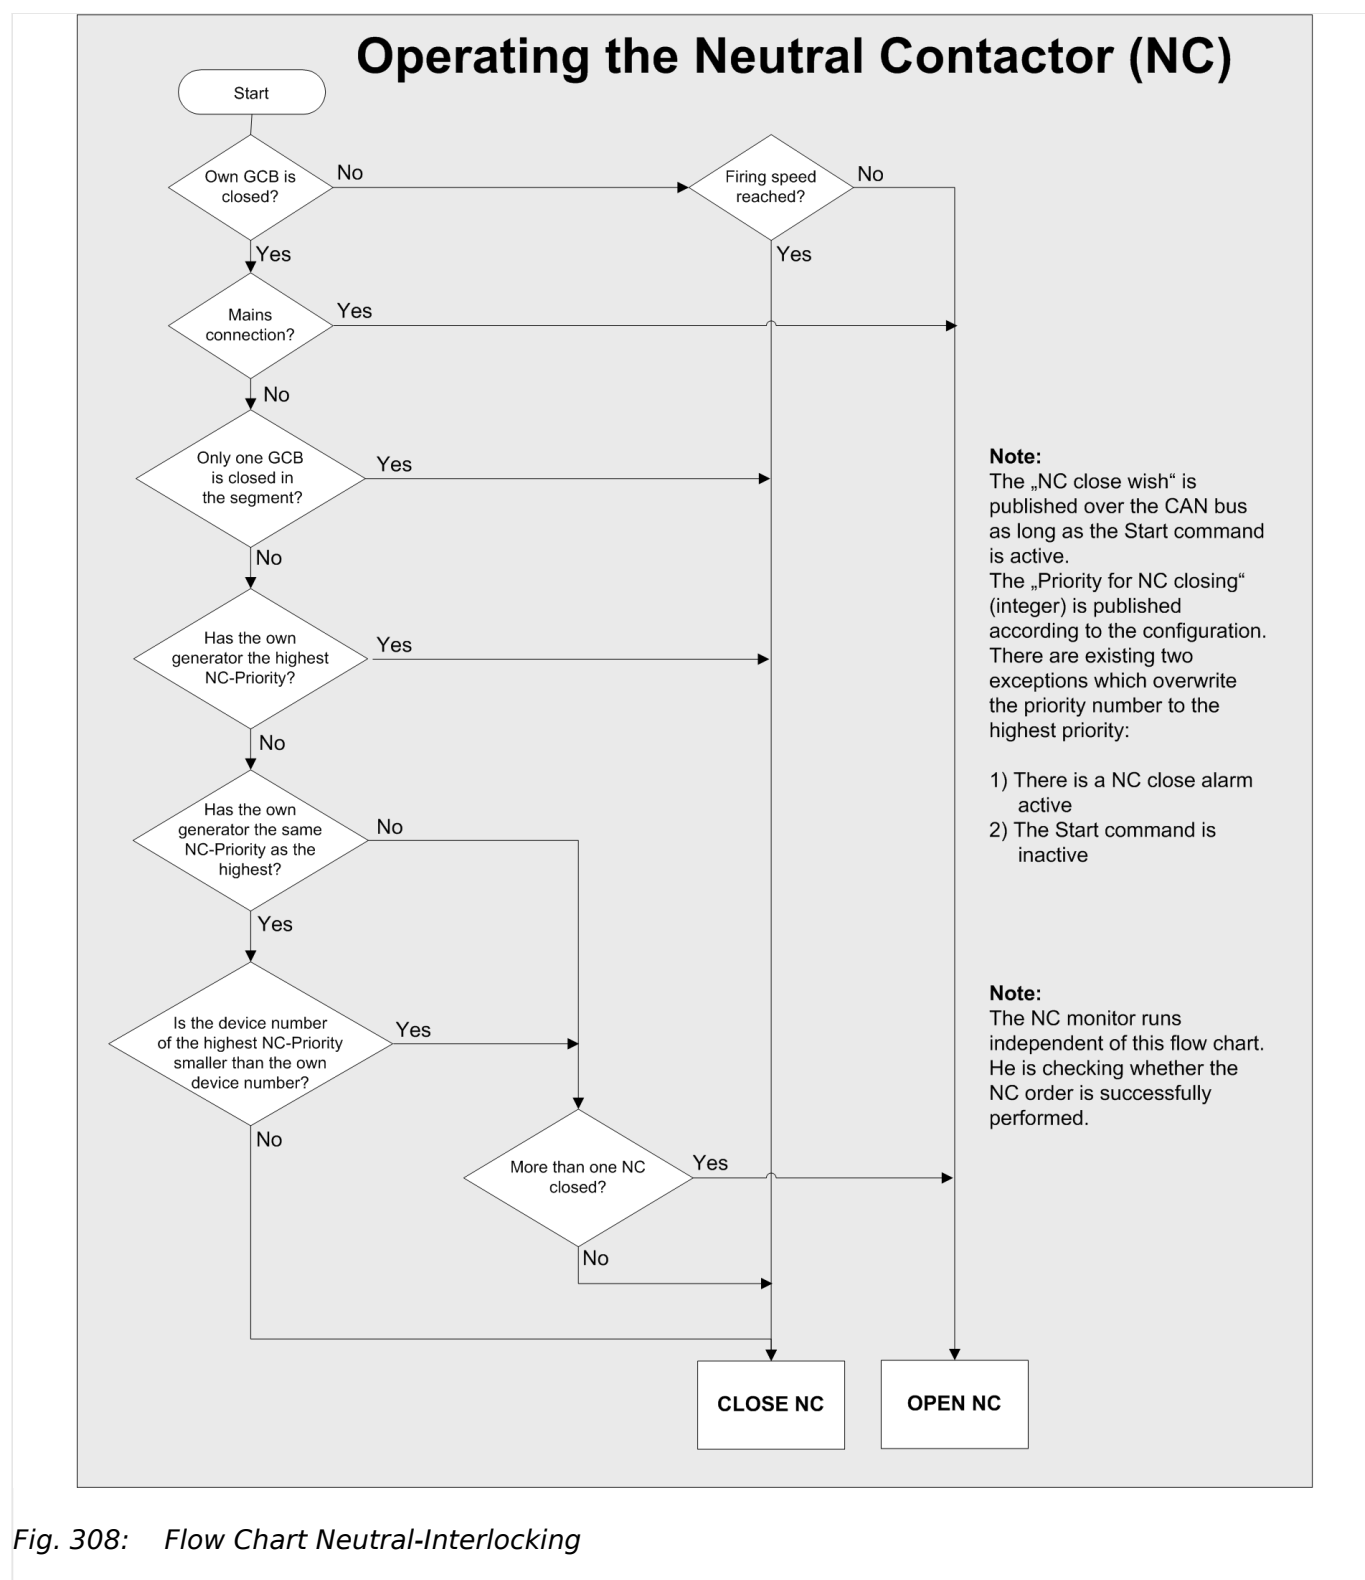 Operating the Neutral Contactor (NC)
Start
Own GCB is
closed?
No
Firing speed
reached?
No
Yes
Yes
Mains
connection?
Yes
No
Only one GCB
is closed in
the segment?
Yes
No
Has the own
generator the highest
NC-Priority?
Yes
No
Has the own
generator the same
NC-Priority as the
highest?
No
Yes
Is the device number
of the highest NC-Priority
smaller than the own
device number?
Yes
No
More than one NC
closed?
Yes
No
CLOSE NC
OPEN NC
Note:
The „NC close wish“ is
published over the CAN bus
as long as the Start command
is active.
The „Priority for NC closing“
(integer) is published
according to the configuration.
There are existing two
exceptions which overwrite
the priority number to the
highest priority:
1) There is a NC close alarm
active
2) The Start command is
inactive
Note:
The NC monitor runs
independent of this flow chart.
He is checking whether the
NC order is successfully
performed.
Fig. 308: Flow Chart Neutral-Interlocking